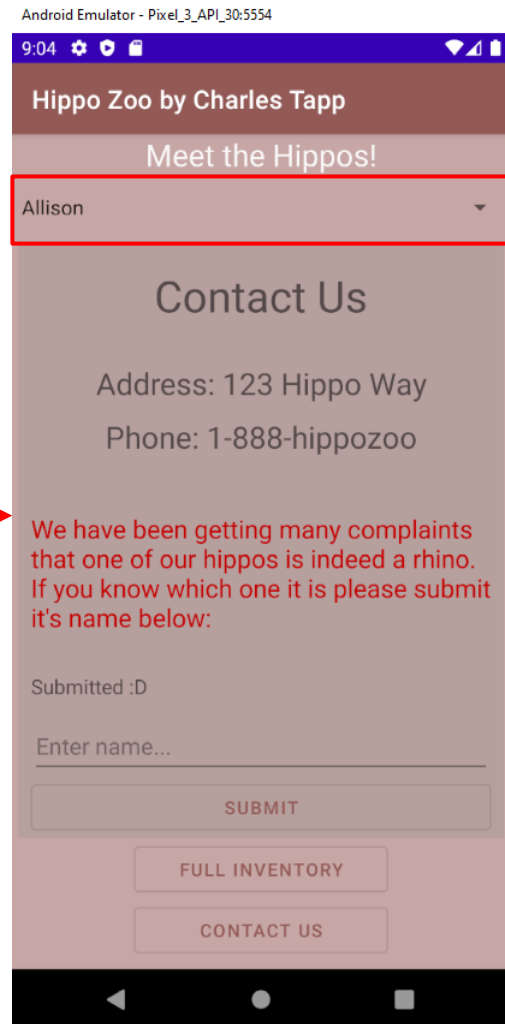 Android Emulator - Pixel_3_API_30:5554
9:04
Hippo Zoo by Charles Tapp
Meet the Hippos!
Allison
Contact Us
Address: 123 Hippo Way
Phone: 1-888-hippozoo
We have been getting many complaints
that one of our hippos is indeed a rhino.
If you know which one it is please submit
it's name below:
Submitted :D
Enter name...
SUBMIT
FULL INVENTORY
CONTACT US